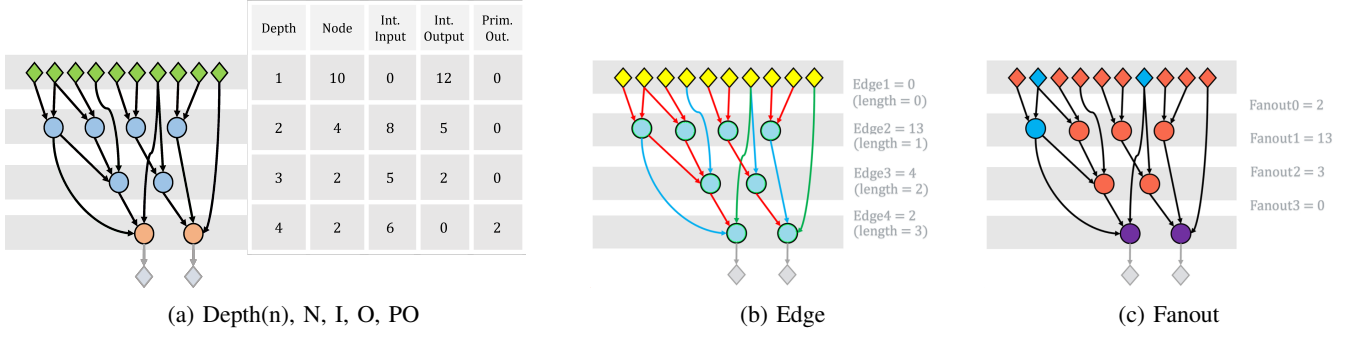 Depth Node Int. Input Int. Output Prim. Out.
1 10 0 12 0
2 4 8 5 0
3 2 5 2 0
4 2 6 0 2
(a) Depth(n), N, I, O, PO
Edge1 = 0
(length = 0)
Edge2 = 13
(length = 1)
Edge3 = 4
(length = 2)
Edge4 = 2
(length = 3)
(b) Edge
Fanout0 = 2
Fanout1 = 13
Fanout2 = 3
Fanout3 = 0
(c) Fanout